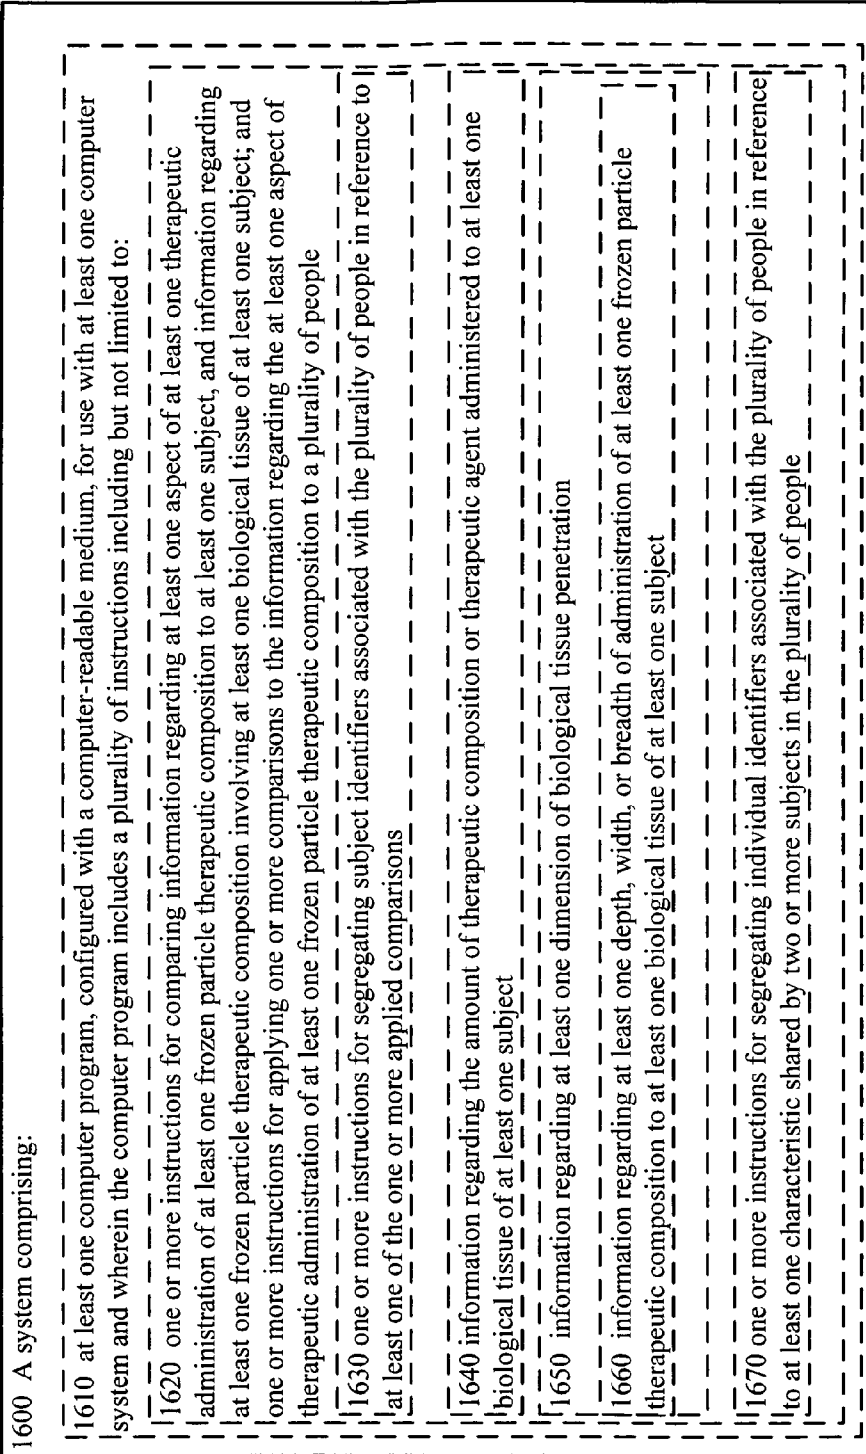 1600 A system comprising:
1610 at least one computer program, configured with a computer-readable medium, for use with at least one computer
system and wherein the computer program includes a plurality of instructions including but not limited to:
1620 one or more instructions for comparing information regarding at least one aspect of at least one therapeutic
administration of at least one frozen particle therapeutic composition to at least one subject, and information regarding
at least one frozen particle therapeutic composition involving at least one biological tissue of at least one subject; and
one or more instructions for applying one or more comparisons to the information regarding the at least one aspect of
therapeutic administration of at least one frozen particle therapeutic composition to a plurality of people
1630 one or more instructions for segregating subject identifiers associated with the plurality of people in reference to
at least one of the one or more applied comparisons
1640 information regarding the amount of therapeutic composition or therapeutic agent administered to at least one
biological tissue of at least one subject
1650 information regarding at least one dimension of biological tissue penetration
1660 information regarding at least one depth, width, or breadth of administration of at least one frozen particle
therapeutic composition to at least one biological tissue of at least one subject
1670 one or more instructions for segregating individual identifiers associated with the plurality of people in reference
to at least one characteristic shared by two or more subjects in the plurality of people